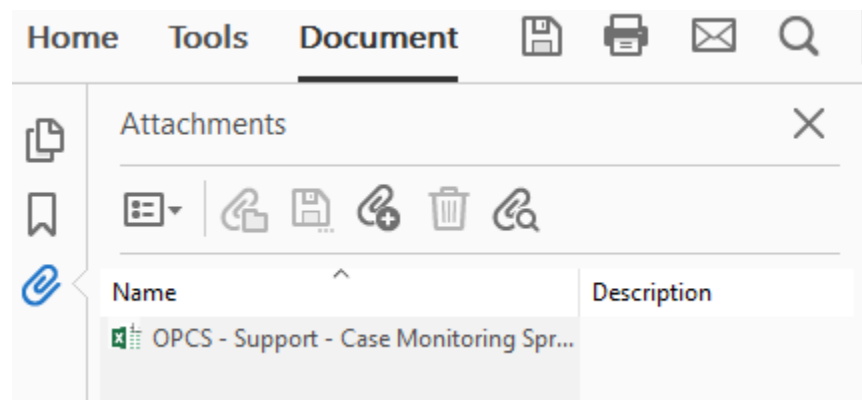 Home Tools Document
Attachments
Name Description
OPCS - Support - Case Monitoring Spr...